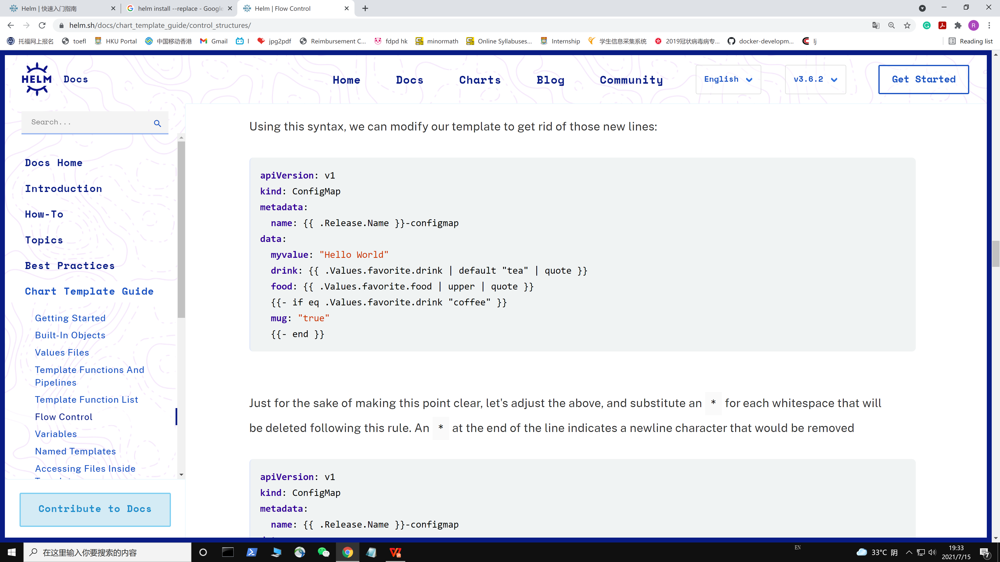 Helm | 快速入门指南
helm install --replace - Google
Helm | Flow Control
helm.sh/docs/chart_template_guide/control_structures/
R
托福网上报名
toefl
HKU Portal
中国移动香港
Gmail
l
jpg2pdf
Reimbursement C...
fdpd hk
minormath
Online Syllabuses...
Internship
学生信息采集系统
2019冠状病毒病专...
docker-developm...
lj
Reading list
HELM
Docs
Home
Docs
Charts
Blog
Community
English
v3.6.2
Get Started
Search...
Docs Home
Introduction
How-To
Topics
Best Practices
Chart Template Guide
Getting Started
Built-In Objects
Values Files
Template Functions And
Pipelines
Template Function List
Flow Control
Variables
Named Templates
Accessing Files Inside
Contribute to Docs
Using this syntax, we can modify our template to get rid of those new lines:
apiVersion: v1
kind: ConfigMap
metadata:
  name: {{ .Release.Name }}-configmap
data:
  myvalue: "Hello World"
  drink: {{ .Values.favorite.drink | default "tea" | quote }}
  food: {{ .Values.favorite.food | upper | quote }}
  {{- if eq .Values.favorite.drink "coffee" }}
  mug: "true"
  {{- end }}
Just for the sake of making this point clear, let's adjust the above, and substitute an * for each whitespace that will
be deleted following this rule. An * at the end of the line indicates a newline character that would be removed
apiVersion: v1
kind: ConfigMap
metadata:
  name: {{ .Release.Name }}-configmap
在这里输入你要搜索的内容
EN
33°C 阴
19:33
2021/7/15
7